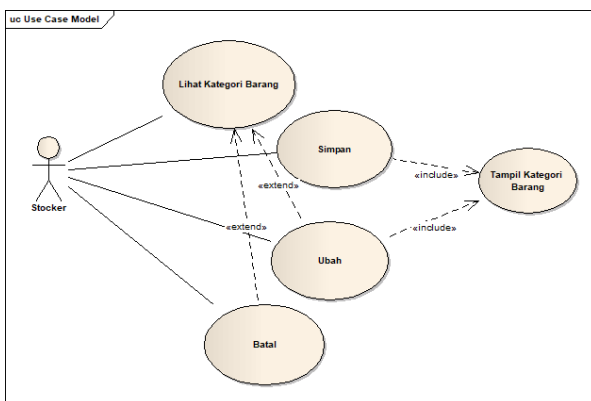 uc Use Case Model
Lihat Kategori Barang
«extend»
Simpan
«include»
Tampil Kategori
Barang
Stocker
«extend»
«include»
Ubah
Batal